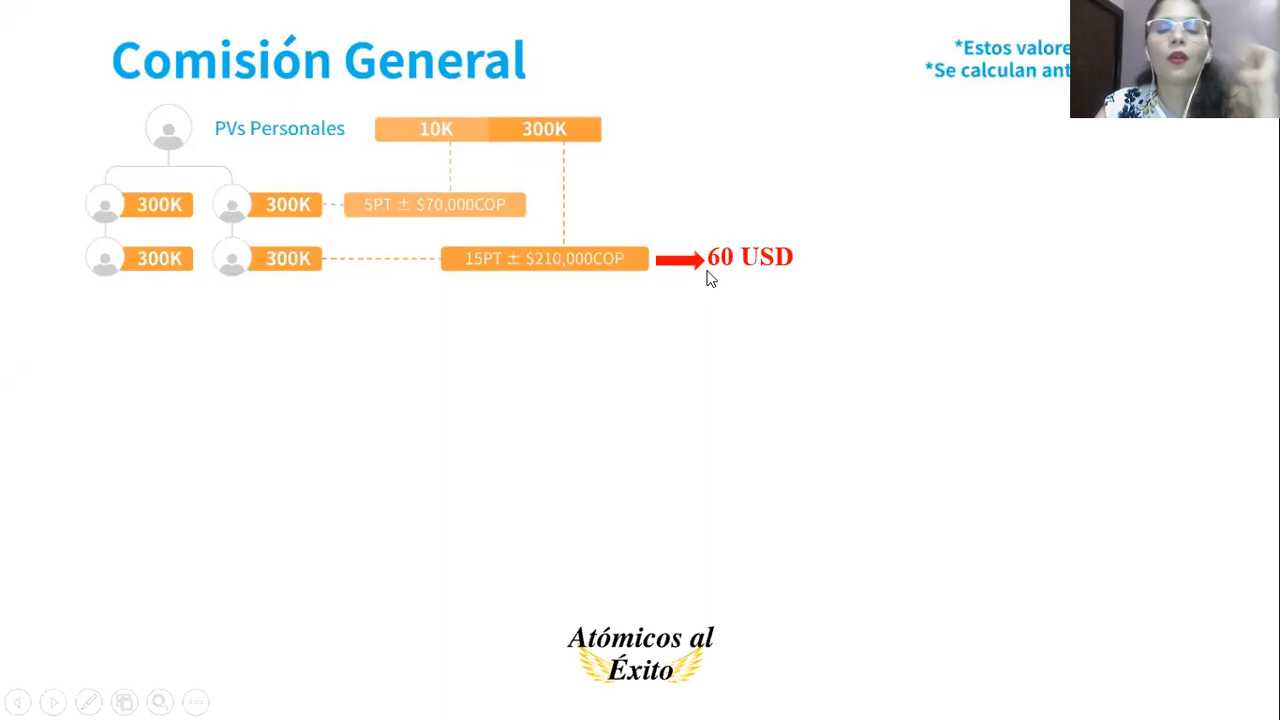 Comisión General
*Estos valore
*Se calculan ant
PVs Personales
10K 300K
300K 300K 5PT ± $70,000COP
300K 300K 15PT ± $210,000COP 60 USD
Atómicos al
Éxito